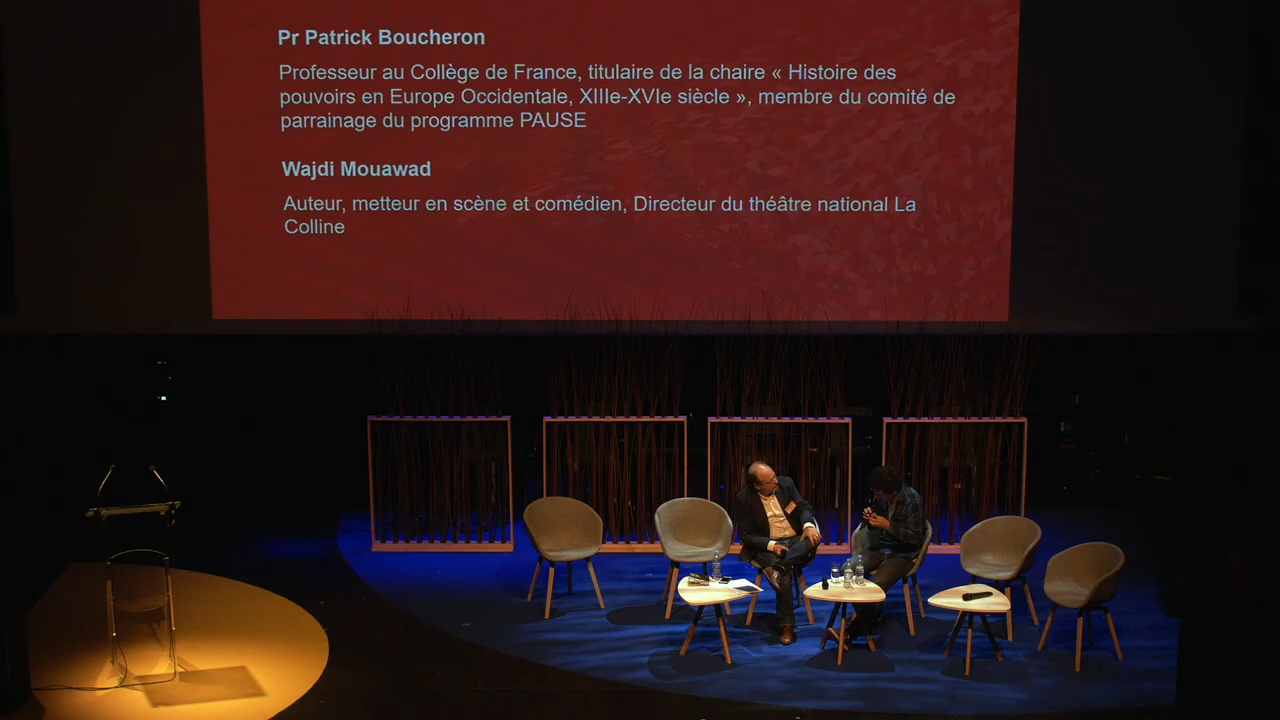 Pr Patrick Boucheron
Professeur au Collège de France, titulaire de la chaire « Histoire des
pouvoirs en Europe Occidentale, XIIIe-XVIe siècle », membre du comité de
parrainage du programme PAUSE
Wajdi Mouawad
Auteur, metteur en scène et comédien, Directeur du théâtre national La
Colline